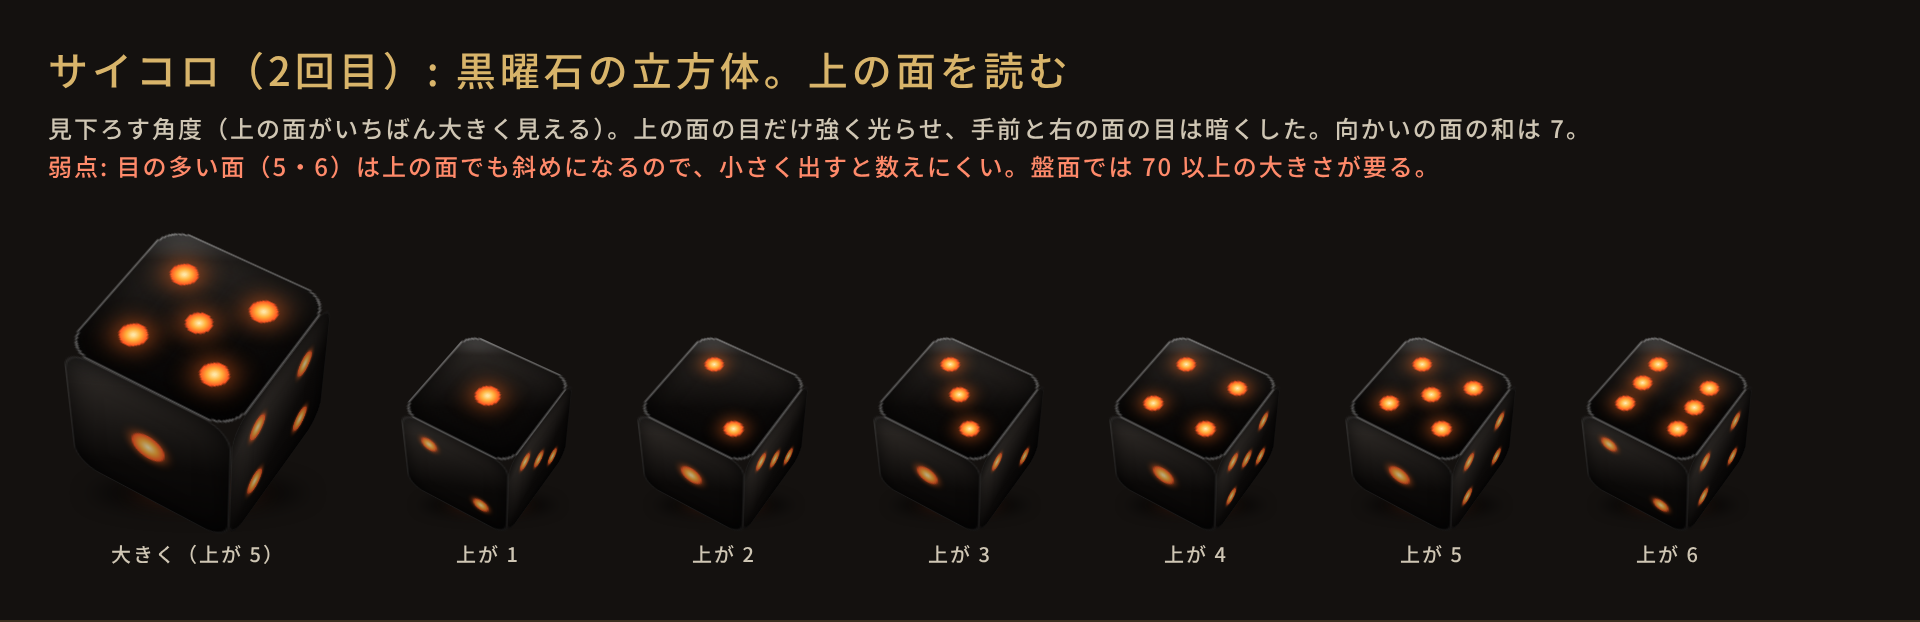 サイコロ（2回目）: 黒曜石の立方体。上の面を読む
見下ろす角度（上の面がいちばん大きく見える）。上の面の目だけ強く光らせ、手前と右の面の目は暗くした。向かいの面の和は 7。
弱点: 目の多い面（5・6）は上の面でも斜めになるので、小さく出すと数えにくい。盤面では 70 以上の大きさが要る。
大きく（上が 5）
上が 1
上が 2
上が 3
上が 4
上が 5
上が 6